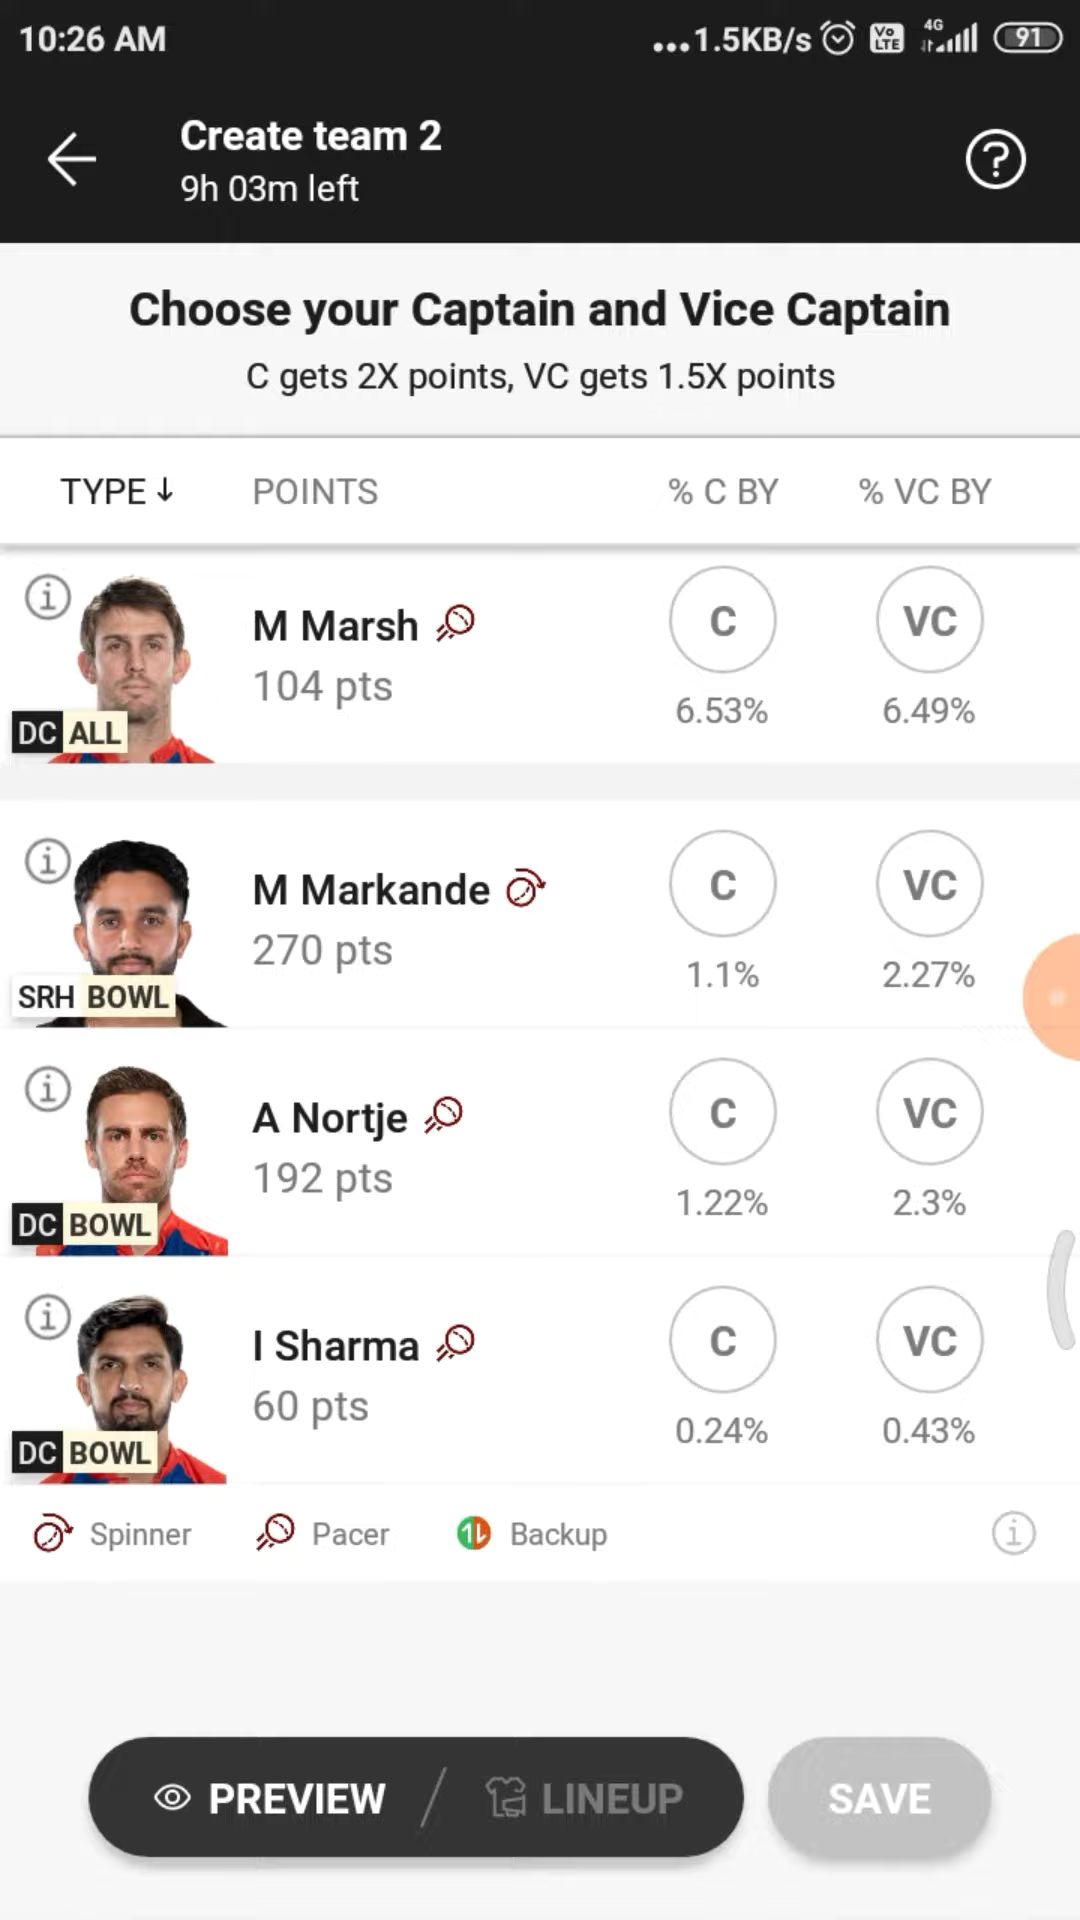 10:26 AM
...1.5KB/s Vo LTE 4G 91
Create team 2
9h 03m left
Choose your Captain and Vice Captain
C gets 2X points, VC gets 1.5X points
TYPE ↓ POINTS % C BY % VC BY
M Marsh C VC
104 pts 6.53% 6.49%
DC ALL
M Markande C VC
270 pts 1.1% 2.27%
SRH BOWL
A Nortje C VC
192 pts 1.22% 2.3%
DC BOWL
I Sharma C VC
60 pts 0.24% 0.43%
DC BOWL
Spinner Pacer Backup
PREVIEW / LINEUP SAVE